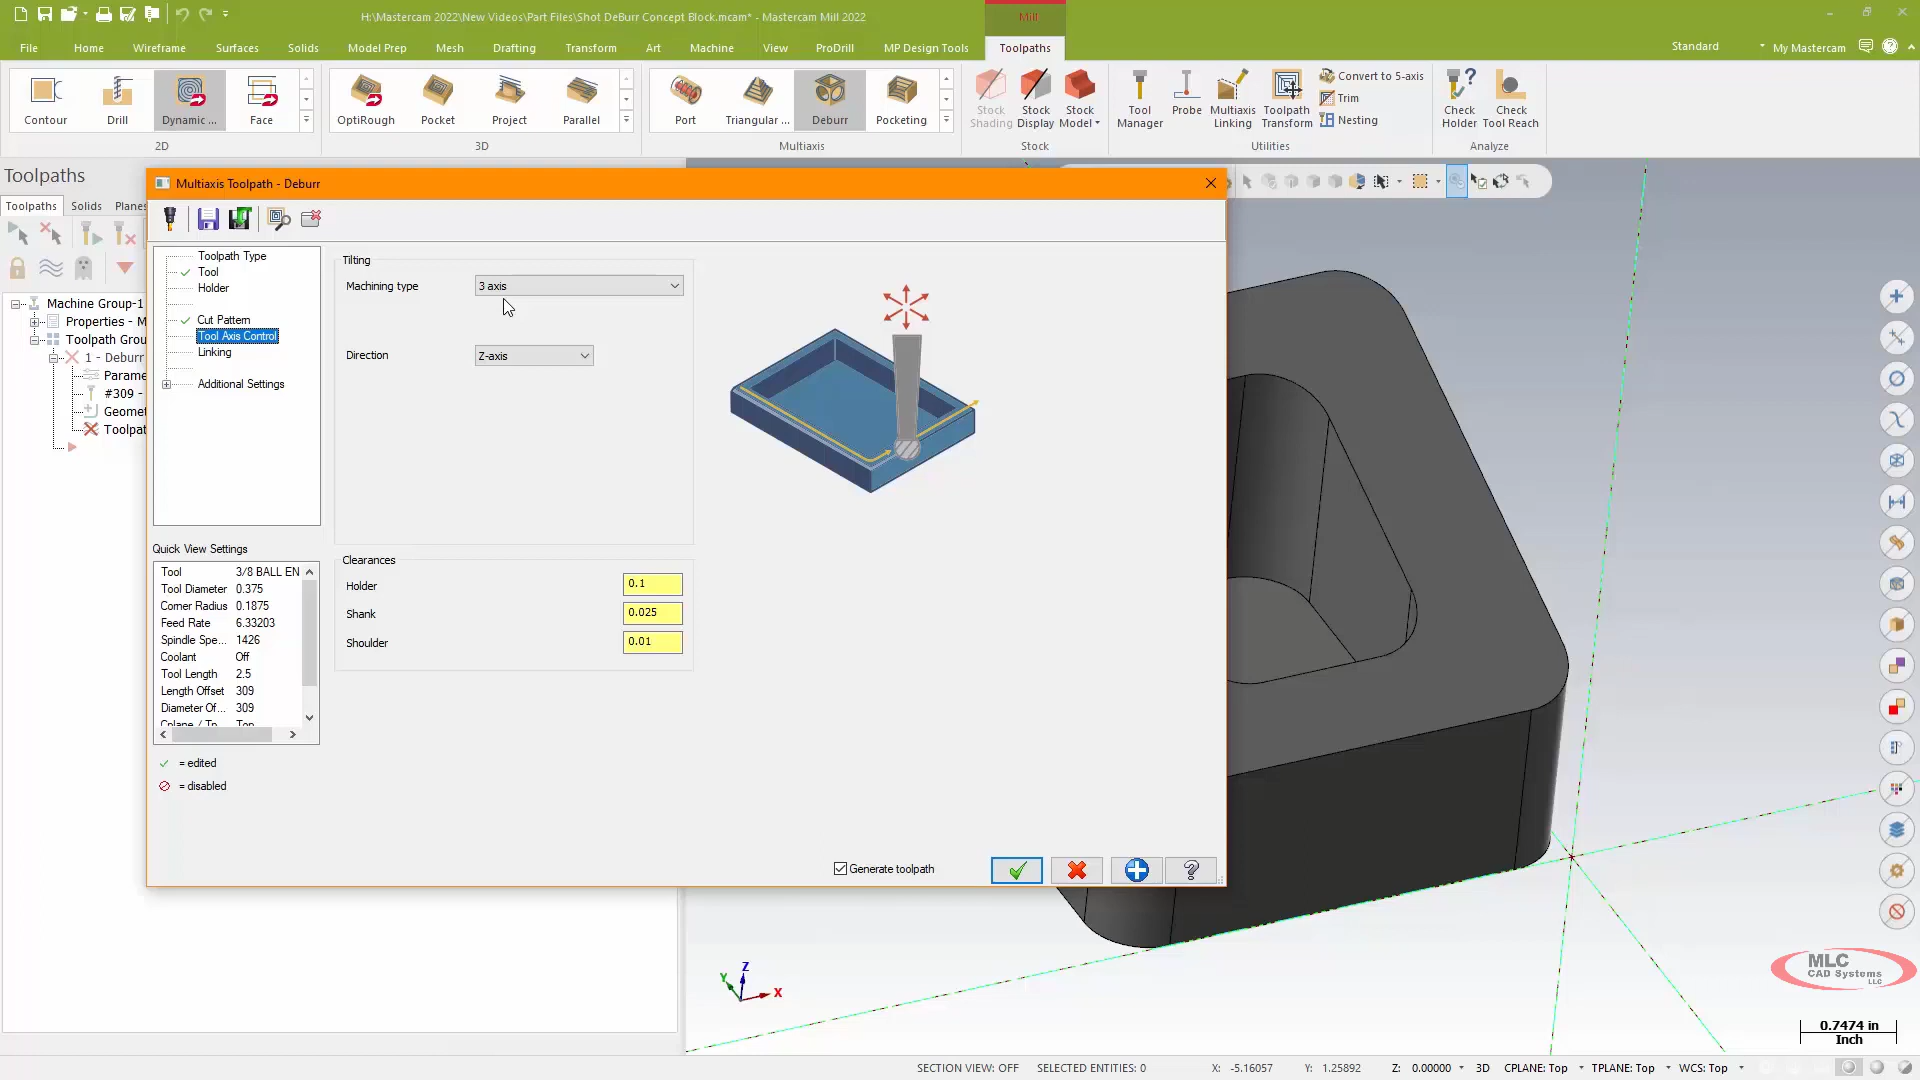 H:\Mastercam 2022\New Videos\Part Files\Shot DeBurr Concept Block.mcam* - Mastercam Mill 2022
Mill
File
Home
Wireframe
Surfaces
Solids
Model Prep
Mesh
Drafting
Transform
Art
Machine
View
ProDrill
MP Design Tools
Toolpaths
Standard
My Mastercam
Contour
Drill
Dynamic ...
Face
OptiRough
Pocket
Project
Parallel
Port
Triangular ...
Deburr
Pocketing
Stock Shading
Stock Display
Stock Model
Tool Manager
Probe
Multiaxis Linking
Toolpath Transform
Convert to 5-axis
Trim
Nesting
Check Holder
Check Tool Reach
2D
3D
Multiaxis
Stock
Utilities
Analyze
Toolpaths
Toolpaths
Solids
Planes
Machine Group-1
Properties - M
Toolpath Group
1 - Deburr
Parame
#309 -
Geomet
Toolpat
Multiaxis Toolpath - Deburr
Toolpath Type
Tool
Holder
Cut Pattern
Tool Axis Control
Linking
Additional Settings
Tilting
Machining type
3 axis
Direction
Z-axis
Clearances
Holder
0.1
Shank
0.025
Shoulder
0.01
Quick View Settings
Tool 3/8 BALL EN
Tool Diameter 0.375
Corner Radius 0.1875
Feed Rate 6.33203
Spindle Spe... 1426
Coolant Off
Tool Length 2.5
Length Offset 309
Diameter Of... 309
Cplane / Tp... Top
= edited
= disabled
Generate toolpath
Z
Y
X
MLC
CAD Systems
LLC
0.7474 in
Inch
SECTION VIEW: OFF
SELECTED ENTITIES: 0
X: -5.16057
Y: 1.25892
Z: 0.00000
3D
CPLANE: Top
TPLANE: Top
WCS: Top